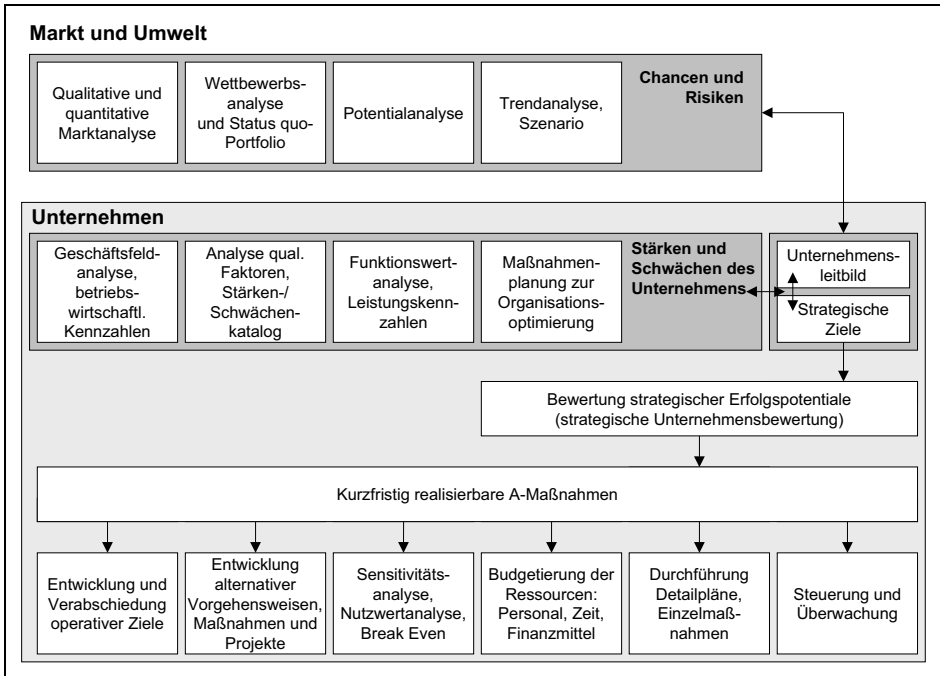 Markt und Umwelt
Qualitative und
quantitative
Marktanalyse
Wettbewerbs-
analyse
und Status quo-
Portfolio
Potentialanalyse
Trendanalyse,
Szenario
Chancen und
Risiken
Unternehmen
Geschäftsfeld-
analyse,
betriebs-
wirtschaftl.
Kennzahlen
Analyse qual.
Faktoren,
Stärken-/
Schwächen-
katalog
Funktionswert-
analyse,
Leistungskenn-
zahlen
Maßnahmen-
planung zur
Organisations-
optimierung
Stärken und
Schwächen des
Unternehmens
Unternehmens-
leitbild
Strategische
Ziele
Bewertung strategischer Erfolgspotentiale
(strategische Unternehmensbewertung)
Kurzfristig realisierbare A-Maßnahmen
Entwicklung und
Verabschiedung
operativer Ziele
Entwicklung
alternativer
Vorgehensweisen,
Maßnahmen und
Projekte
Sensitivitäts-
analyse,
Nutzwertanalyse,
Break Even
Budgetierung der
Ressourcen:
Personal, Zeit,
Finanzmittel
Durchführung
Detailpläne,
Einzelmaß-
nahmen
Steuerung und
Überwachung